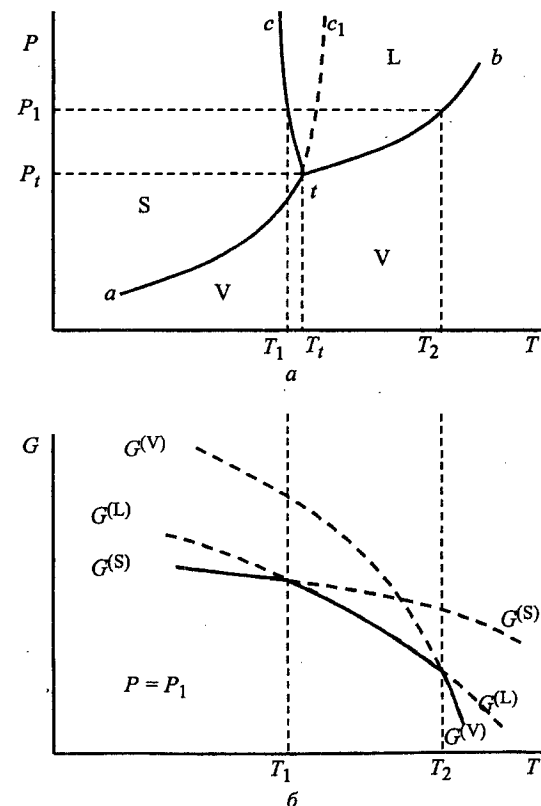 P c c₁ L b
P₁
Pₜ t
S
a V V
T₁ Tₜ T₂ T
а
G G⁽ⱽ⁾
G⁽ᴸ⁾
G⁽ˢ⁾
G⁽ˢ⁾
P = P₁ G⁽ᴸ⁾
G⁽ⱽ⁾
T₁ T₂ T
б